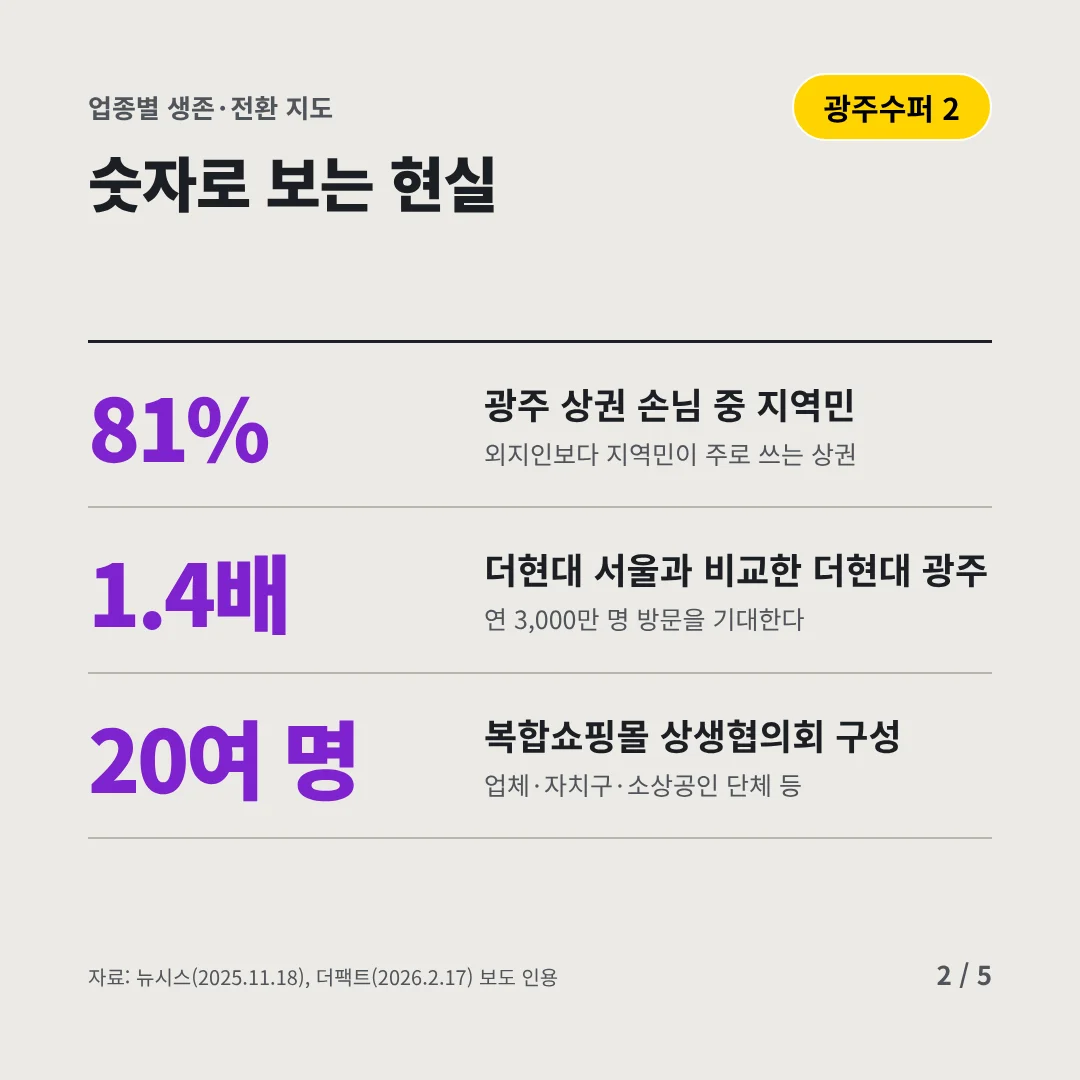 업종별 생존·전환 지도
광주수퍼 2
숫자로 보는 현실
81%
광주 상권 손님 중 지역민
외지인보다 지역민이 주로 쓰는 상권
1.4배
더현대 서울과 비교한 더현대 광주
연 3,000만 명 방문을 기대한다
20여 명
복합쇼핑몰 상생협의회 구성
업체·자치구·소상공인 단체 등
자료: 뉴시스(2025.11.18), 더팩트(2026.2.17) 보도 인용
2 / 5